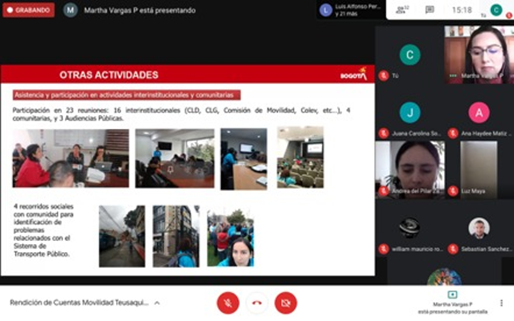 GRABANDO
M
Martha Vargas P está presentando
L
Luis Alfonso Per...
y 21 más
15:18
C
Tú
OTRAS ACTIVIDADES
BOGOTÁ
Asistencia y participación en actividades interinstitucionales y comunitarias
Participación en 23 reuniones: 16 interinstitucionales (CLD, CLG, Comisión de Movilidad, Colev, etc...), 4
comunitarias, y 3 Audiencias Públicas.
4 recorridos sociales
con comunidad para
identificación de
problemas
relacionados con el
Sistema de
Transporte Público.
C
Tú
Martha Vargas P
J
Juana Carolina So...
A
Ana Haydee Matiz ...
Andrea del Pilar Za...
Luz Maya
william mauricio ro...
Sebastian Sanchez...
Rendición de Cuentas Movilidad Teusaqui...
Martha Vargas P
está presentando su pantalla